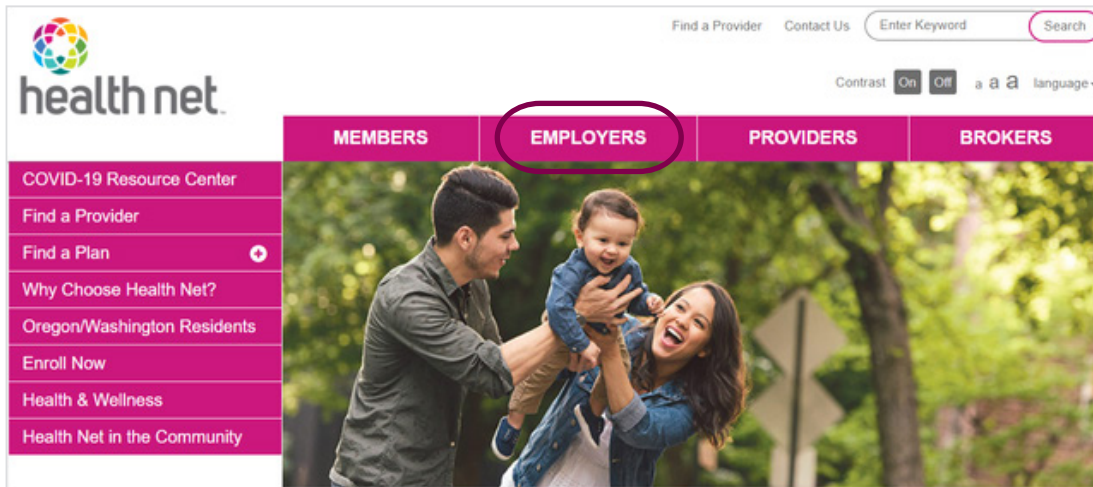 Find a Provider Contact Us Enter Keyword Search
health net™
Contrast On Off a a a language
MEMBERS EMPLOYERS PROVIDERS BROKERS
COVID-19 Resource Center
Find a Provider
Find a Plan
Why Choose Health Net?
Oregon/Washington Residents
Enroll Now
Health & Wellness
Health Net in the Community